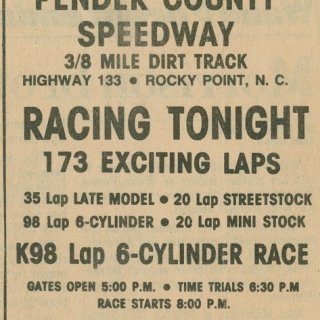 PENDER COUNTY
SPEEDWAY
3/8 MILE DIRT TRACK
HIGHWAY 133 • ROCKY POINT, N. C.
RACING TONIGHT
173 EXCITING LAPS
35 Lap LATE MODEL • 20 Lap STREETSTOCK
98 Lap 6-CYLINDER • 20 Lap MINI STOCK
K98 Lap 6-CYLINDER RACE
GATES OPEN 5:00 P.M. • TIME TRIALS 6:30 P.M
RACE STARTS 8:00 P.M.